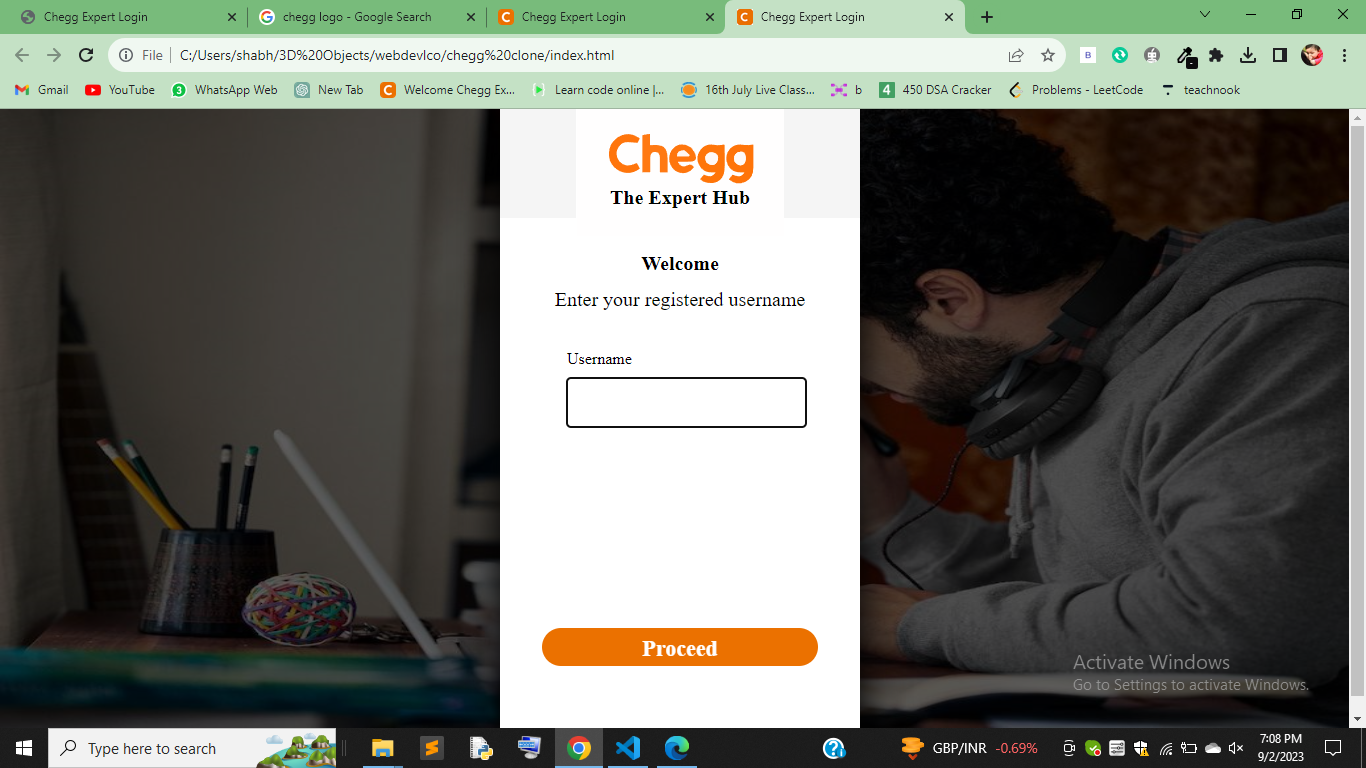 Chegg Expert Login
chegg logo - Google Search
Chegg Expert Login
Chegg Expert Login
File
C:/Users/shabh/3D%20Objects/webdevlco/chegg%20clone/index.html
Gmail
YouTube
WhatsApp Web
New Tab
Welcome Chegg Ex...
Learn code online |...
16th July Live Class...
b
450 DSA Cracker
Problems - LeetCode
teachnook
Chegg
The Expert Hub
Welcome
Enter your registered username
Username
Proceed
Activate Windows
Go to Settings to activate Windows.
Type here to search
GBP/INR -0.69%
7:08 PM
9/2/2023